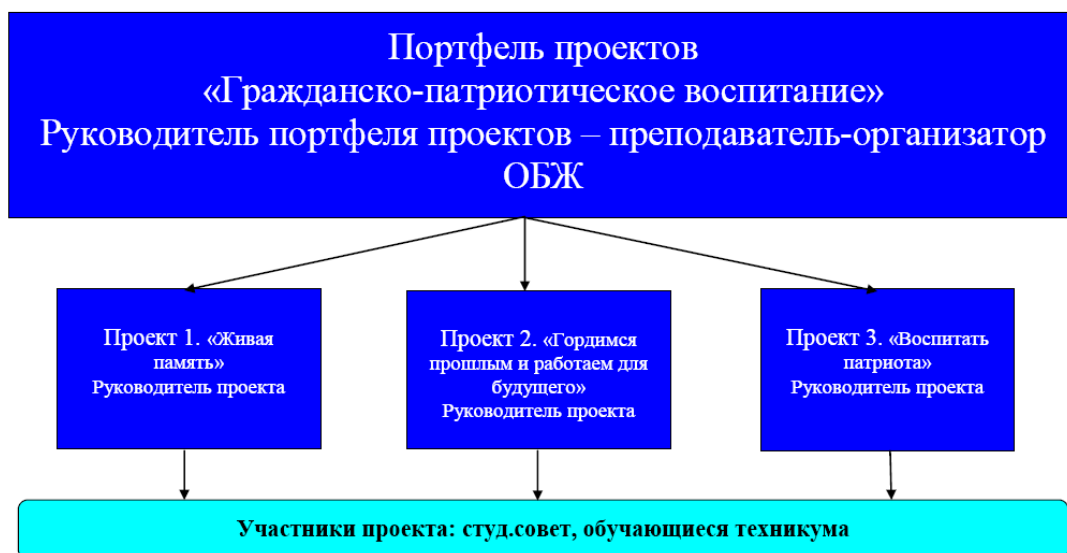 Портфель проектов
«Гражданско-патриотическое воспитание»
Руководитель портфеля проектов – преподаватель-организатор
ОБЖ
Проект 1. «Живая
память»
Руководитель проекта
Проект 2. «Гордимся
прошлым и работаем для
будущего»
Руководитель проекта
Проект 3. «Воспитать
патриота»
Руководитель проекта
Участники проекта: студ.совет, обучающиеся техникума